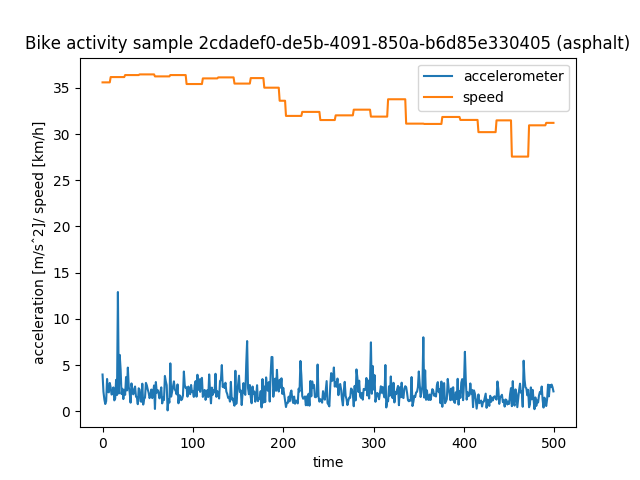 Bike activity sample 2cdadef0-de5b-4091-850a-b6d85e330405 (asphalt)
accelerometer
speed
acceleration [m/s^2]/ speed [km/h]
35
30
25
20
15
10
5
0
0 100 200 300 400 500
time